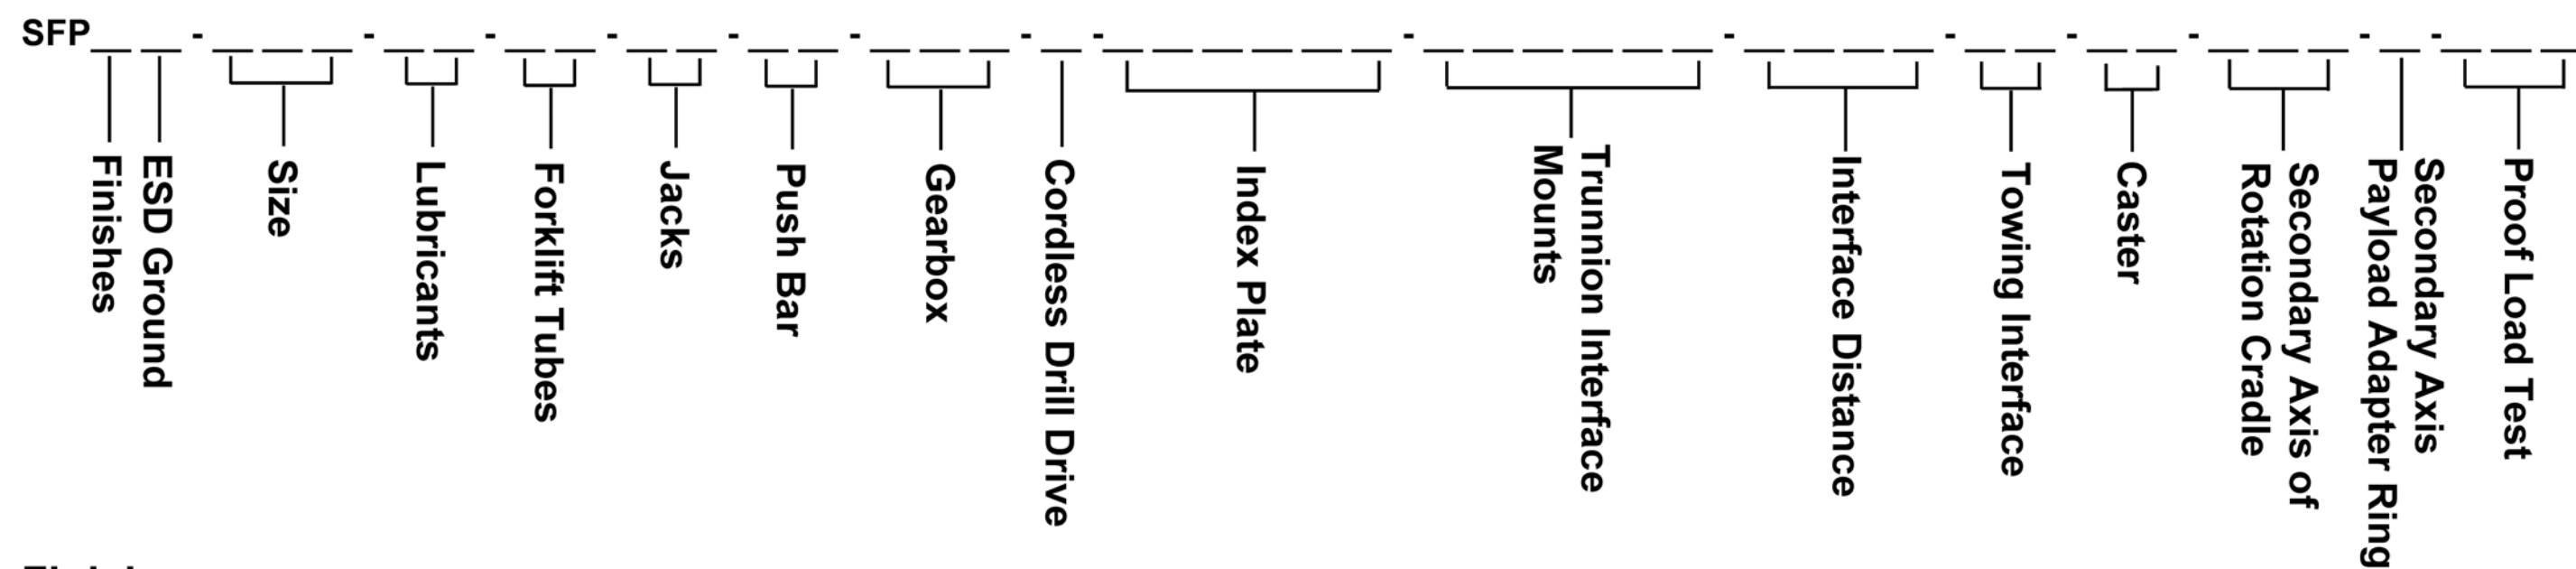 SFP_ _ - _ _ _ - _ _ - _ _ - _ _ - _ _ - _ _ _ - _ - _ _ _ _ _ _ - _ _ _ _ _ _ - _ _ _ _ - _ _ - _ _ - _ _ _ - _ - _ _ _
Finishes
ESD Ground
Size
Lubricants
Forklift Tubes
Jacks
Push Bar
Gearbox
Cordless Drill Drive
Index Plate
Trunnion Interface
Mounts
Interface Distance
Towing Interface
Caster
Secondary Axis of
Rotation Cradle
Secondary Axis
Payload Adapter Ring
Proof Load Test